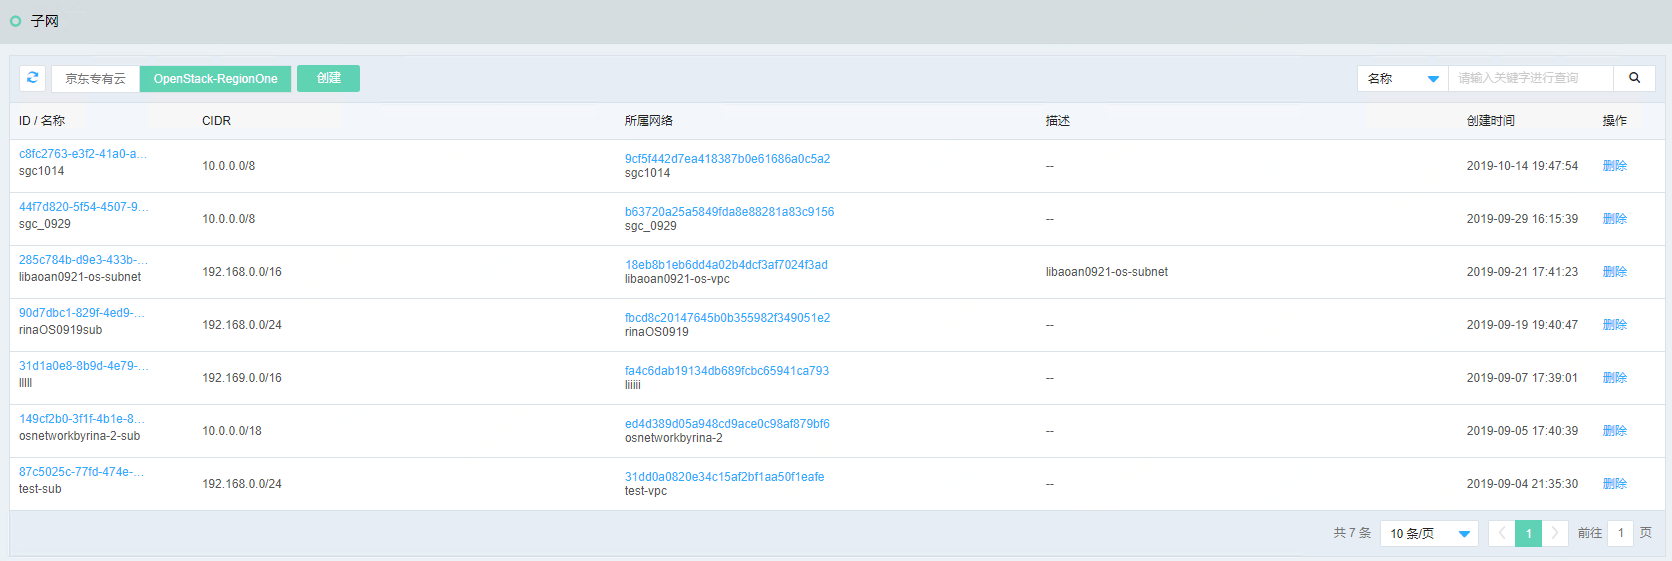 子网
京东专有云 OpenStack-RegionOne 创建 名称 请输入关键字进行查询
ID / 名称 CIDR 所属网络 描述 创建时间 操作
c8fc2763-e3f2-41a0-a... 10.0.0.0/8 9cf5f442d7ea418387b0e61686a0c5a2 -- 2019-10-14 19:47:54 删除
sgc1014 sgc1014
44f7d820-5f54-4507-9... 10.0.0.0/8 b63720a25a5849fda8e88281a83c9156 -- 2019-09-29 16:15:39 删除
sgc_0929 sgc_0929
285c784b-d9e3-433b-... 192.168.0.0/16 18eb8b1eb6dd4a02b4dcf3af7024f3ad libaoan0921-os-subnet 2019-09-21 17:41:23 删除
libaoan0921-os-subnet libaoan0921-os-vpc
90d7dbc1-829f-4ed9-... 192.168.0.0/24 fbcd8c20147645b0b355982f349051e2 -- 2019-09-19 19:40:47 删除
rinaOS0919sub rinaOS0919
31d1a0e8-8b9d-4e79-... 192.169.0.0/16 fa4c6dab19134db689fcbc65941ca793 -- 2019-09-07 17:39:01 删除
149cf2b0-3f1f-4b1e-8... 10.0.0.0/18 ed4d389d05a948cd9ace0c98af879bf6 -- 2019-09-05 17:40:39 删除
osnetworkbyrina-2-sub osnetworkbyrina-2
87c5025c-77fd-474e-... 192.168.0.0/24 31dd0a0820e34c15af2bf1aa50f1eafe -- 2019-09-04 21:35:30 删除
test-sub test-vpc
共 7 条 10 条/页 1 前往 1 页